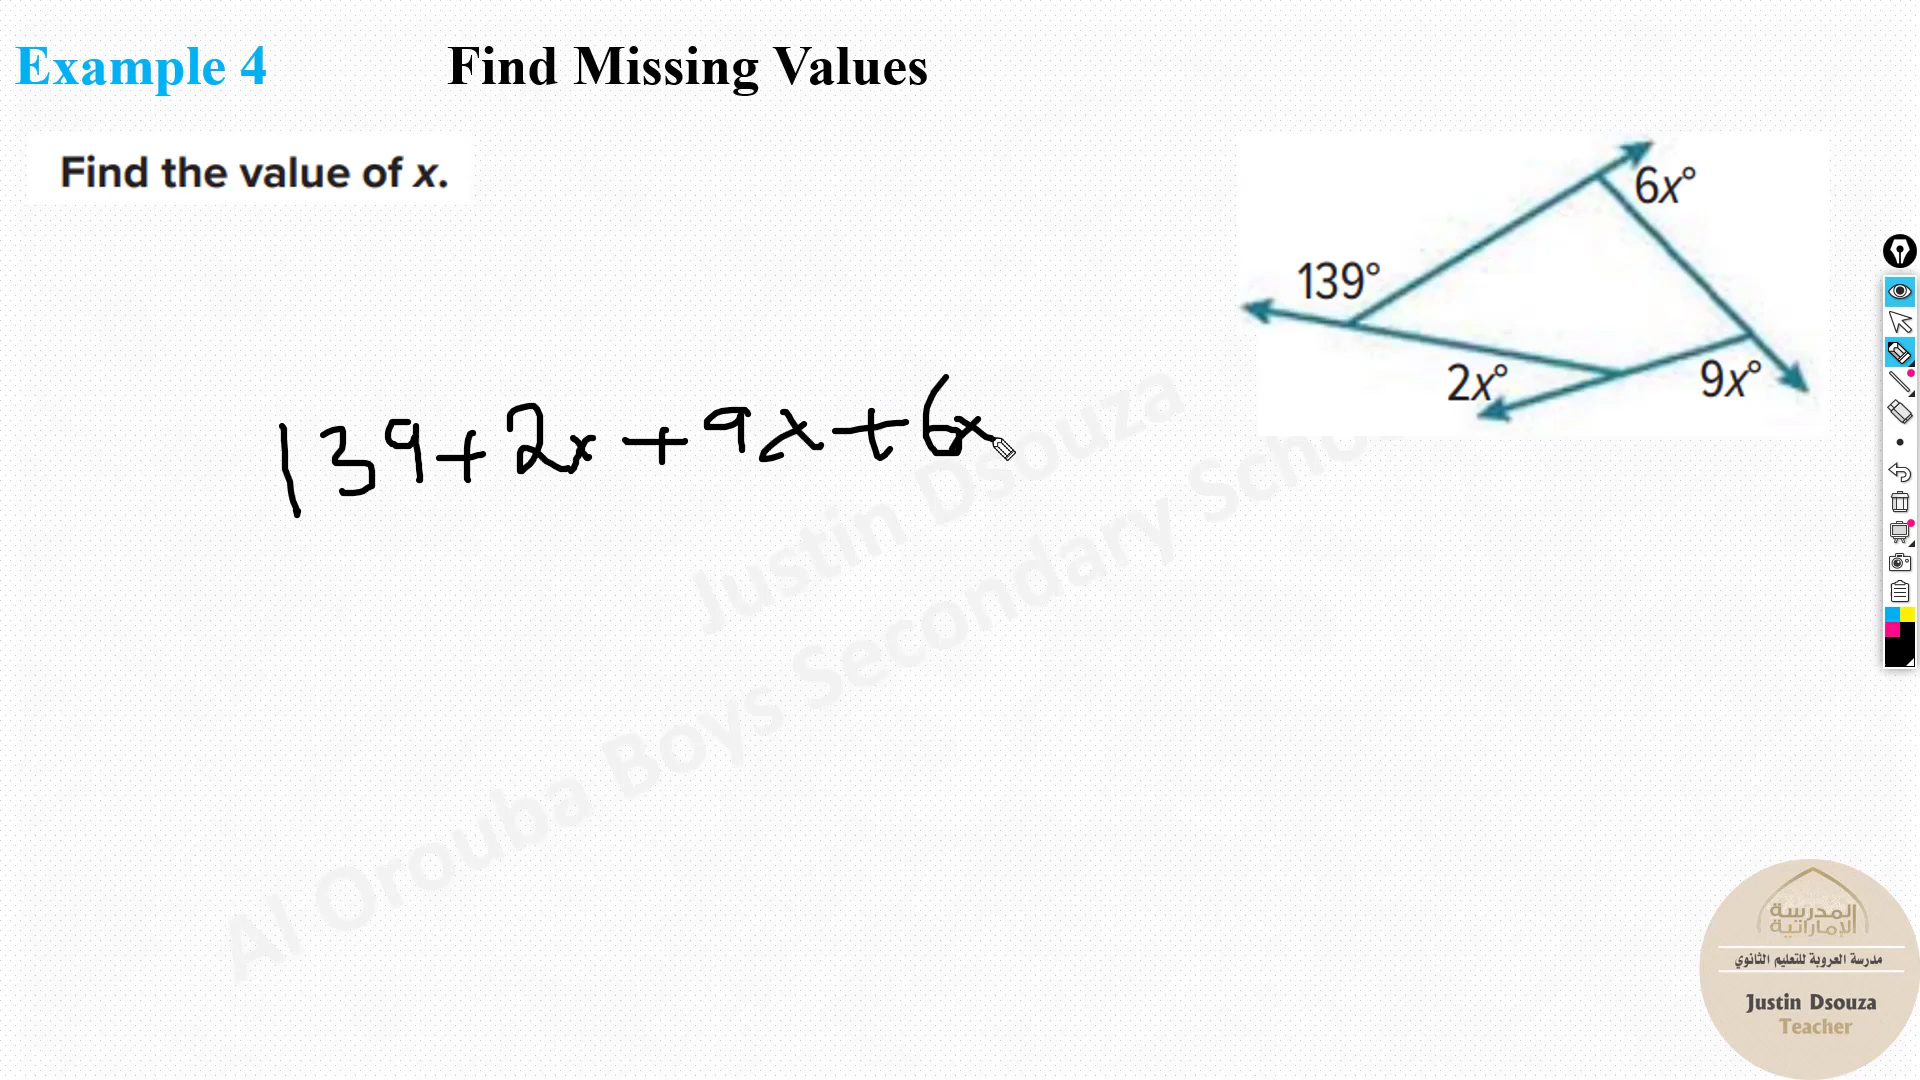 Example 4 Find Missing Values
Find the value of x.
6x°
139°
2x°
9x°
139+2x+9x+6x
Justin Dsouza
Al Orouba Boys Secondary Scho
المدرسة
الإماراتية
مدرسة العروبة للتعليم الثانوي
Justin Dsouza
Teacher